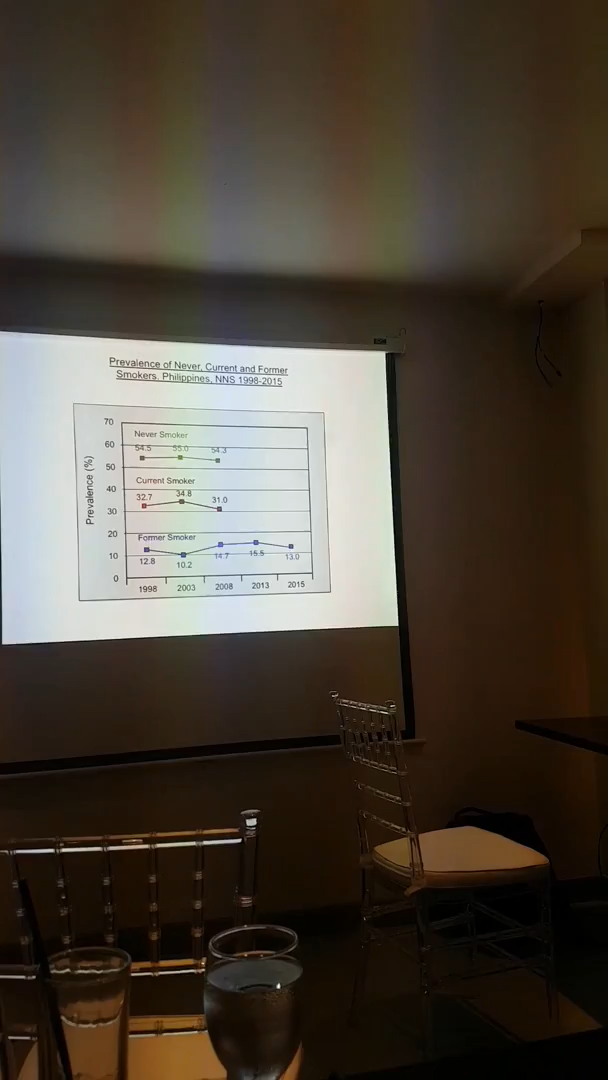 Prevalence of Never, Current and Former
Smokers. Philippines, NNS 1998-2015
Prevalence (%)
70
60
50
40
30
20
10
0
Never Smoker
54.5 55.0 54.3
Current Smoker
32.7 34.8 31.0
Former Smoker
12.8 10.2 14.7 15.5 13.0
1998 2003 2008 2013 2015